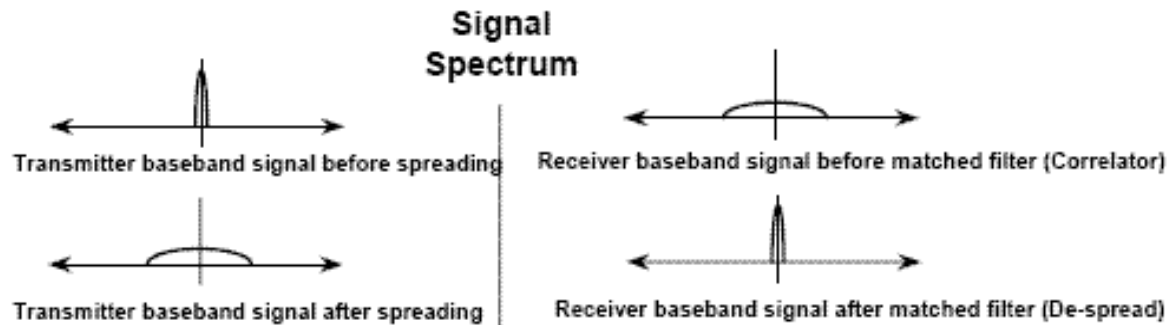 Signal
Spectrum
Transmitter baseband signal before spreading
Receiver baseband signal before matched filter (Correlator)
Transmitter baseband signal after spreading
Receiver baseband signal after matched filter (De-spread)